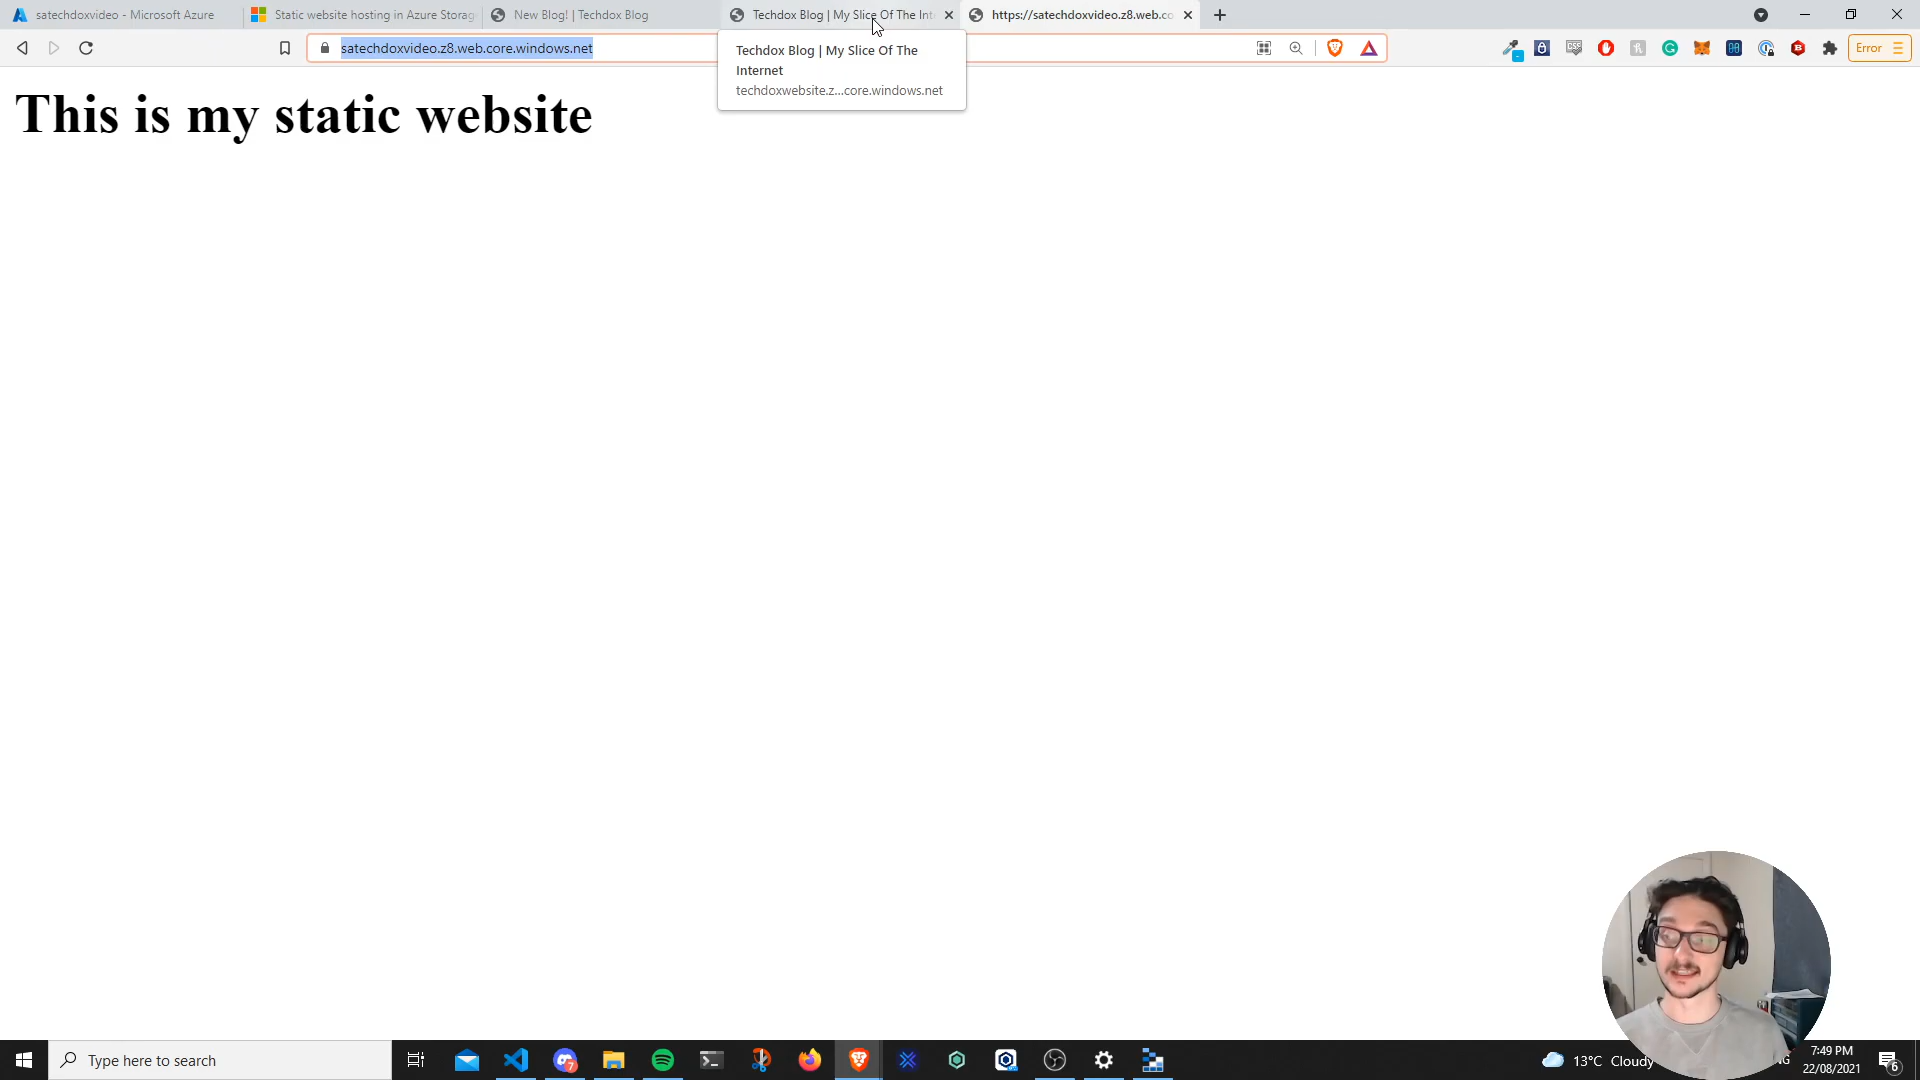 satechdoxvideo - Microsoft Azure
Static website hosting in Azure Storag
New Blog! | Techdox Blog
Techdox Blog | My Slice Of The Int
https://satechdoxvideo.z8.web.co
satechdoxvideo.z8.web.core.windows.net
Error
Techdox Blog | My Slice Of The
Internet
techdoxwebsite.z...core.windows.net
This is my static website
Type here to search
7
13°C Cloudy
7:49 PM
22/08/2021
6